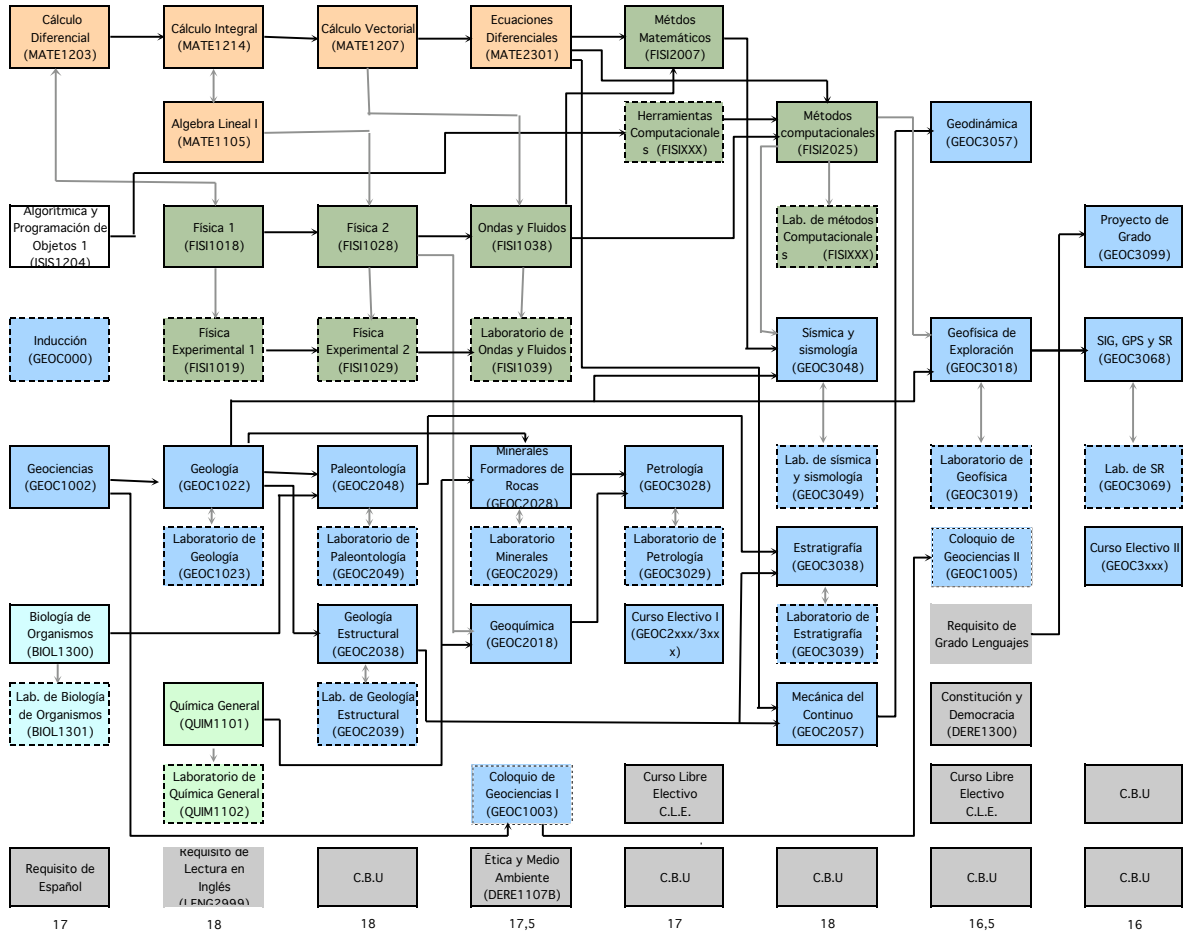 Cálculo
Diferencial
(MATE1203)
Cálculo Integral
(MATE1214)
Cálculo Vectorial
(MATE1207)
Ecuaciones
Diferenciales
(MATE2301)
Métdos
Matemáticos
(FISI2007)
Algebra Lineal I
(MATE1105)
Herramientas
Computacionale
s (FISIXXX)
Métodos
computacionales
(FISI2025)
Geodinámica
(GEOC3057)
Algorítmica y
Programación de
Objetos 1
(ISIS1204)
Física 1
(FISI1018)
Física 2
(FISI1028)
Ondas y Fluidos
(FISI1038)
Lab. de métodos
Computacionale
s (FISIXXX)
Proyecto de
Grado
(GEOC3099)
Inducción
(GEOC000)
Física
Experimental 1
(FISI1019)
Física
Experimental 2
(FISI1029)
Laboratorio de
Ondas y Fluidos
(FISI1039)
Sísmica y
sismología
(GEOC3048)
Geofísica de
Exploración
(GEOC3018)
SIG, GPS y SR
(GEOC3068)
Geociencias
(GEOC1002)
Geología
(GEOC1022)
Paleontología
(GEOC2048)
Minerales
Formadores de
Rocas
(GEOC2028)
Petrología
(GEOC3028)
Lab. de sísmica
y sismología
(GEOC3049)
Laboratorio de
Geofísica
(GEOC3019)
Lab. de SR
(GEOC3069)
Laboratorio de
Geología
(GEOC1023)
Laboratorio de
Paleontología
(GEOC2049)
Laboratorio
Minerales
(GEOC2029)
Laboratorio de
Petrología
(GEOC3029)
Estratigrafía
(GEOC3038)
Coloquio de
Geociencias II
(GEOC1005)
Curso Electivo II
(GEOC3xxx)
Biología de
Organismos
(BIOL1300)
Geología
Estructural
(GEOC2038)
Geoquímica
(GEOC2018)
Curso Electivo I
(GEOC2xxx/3xx
x)
Laboratorio de
Estratigrafía
(GEOC3039)
Requisito de
Grado Lenguajes
Lab. de Biología
de Organismos
(BIOL1301)
Química General
(QUIM1101)
Lab. de Geología
Estructural
(GEOC2039)
Mecánica del
Continuo
(GEOC2057)
Constitución y
Democracia
(DERE1300)
Laboratorio de
Química General
(QUIM1102)
Coloquio de
Geociencias I
(GEOC1003)
Curso Libre
Electivo
C.L.E.
Curso Libre
Electivo
C.L.E.
C.B.U
Requisito de
Español
Requisito de
Lectura en
Inglés
(LENG2999)
C.B.U
Ética y Medio
Ambiente
(DERE1107B)
C.B.U
C.B.U
C.B.U
C.B.U
17
18
18
17,5
17
18
16,5
16